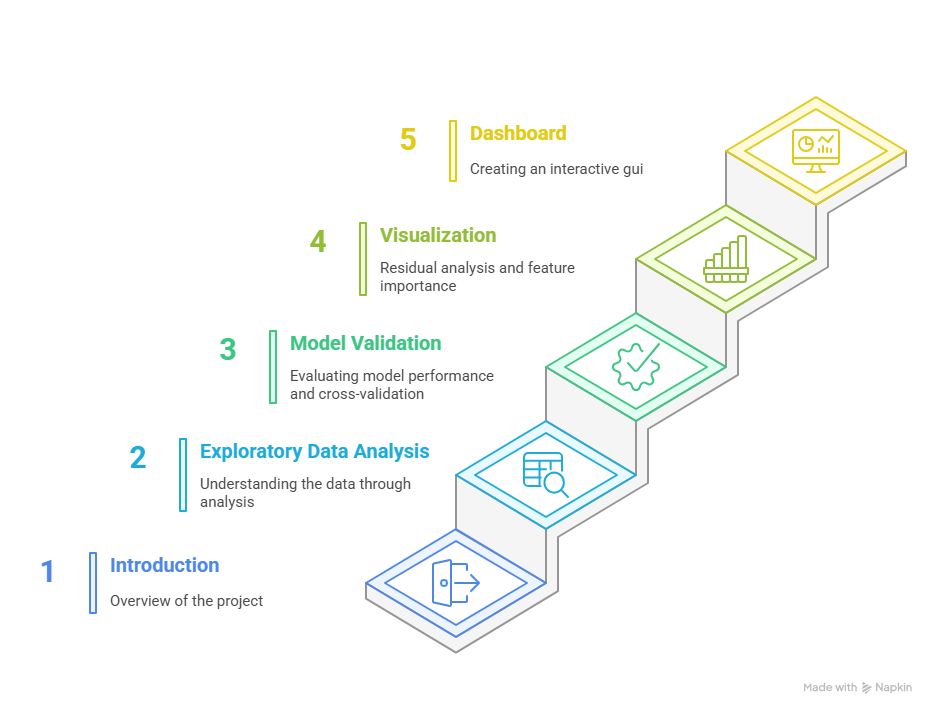 5
Dashboard
Creating an interactive gui
4
Visualization
Residual analysis and feature
importance
3
Model Validation
Evaluating model performance
and cross-validation
2
Exploratory Data Analysis
Understanding the data through
analysis
1
Introduction
Overview of the project
Made with Napkin